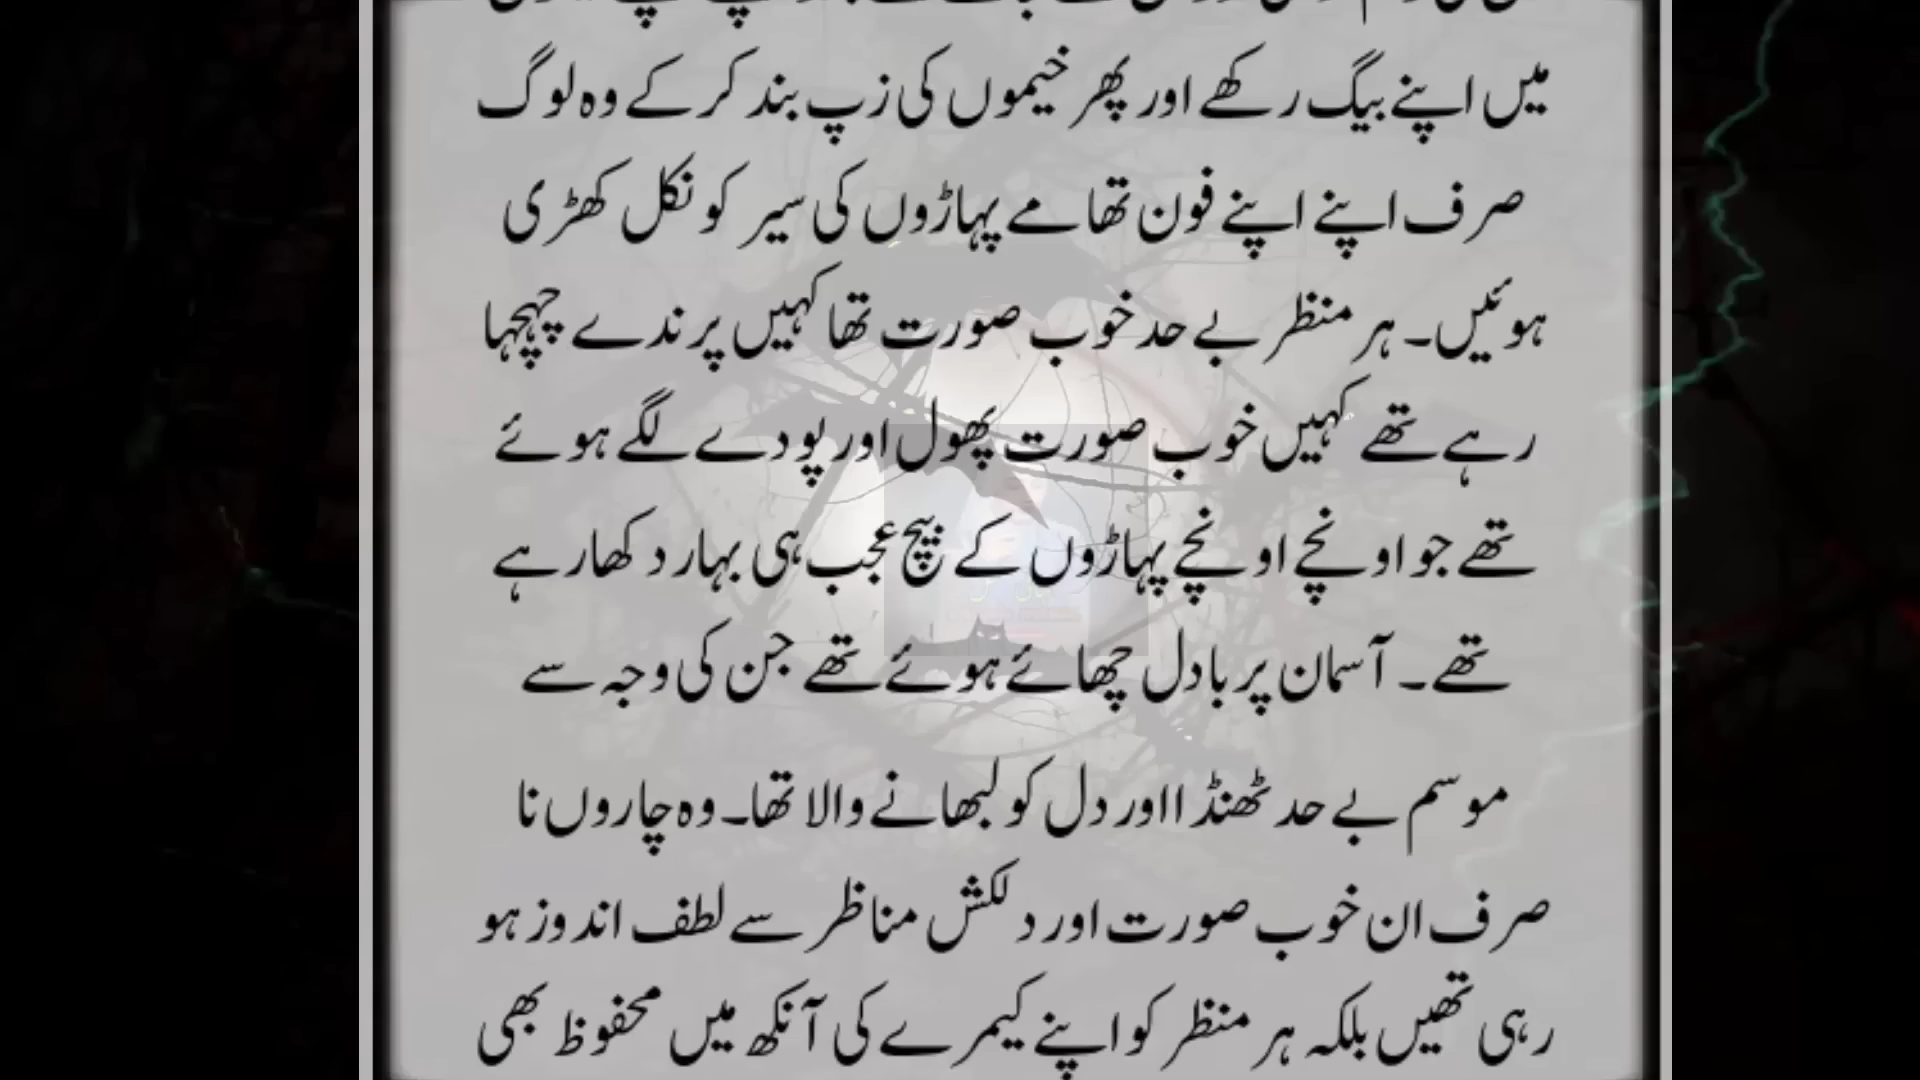 میں اپنے بیگ رکھے اور پھر خیموں کی زپ بند کر کے وہ لوگ
صرف اپنے اپنے فون تھامے پہاڑوں کی سیر کو نکل کھڑی
ہوئیں۔ ہر منظر بے حد خوب صورت تھا کہیں پرندے چہچہا
رہے تھے کہیں خوب صورت پھول اور پودے لگے ہوئے
تھے جو اونچے اونچے پہاڑوں کے بیچ عجب ہی بہار دکھا رہے
تھے۔ آسمان پر بادل چھائے ہوئے تھے جن کی وجہ سے
موسم بے حد ٹھنڈا ااور دل کو لبھانے والا تھا۔ وہ چاروں نا
صرف ان خوب صورت اور دلکش مناظر سے لطف اندوز ہو
رہی تھیں بلکہ ہر منظر کو اپنے کیمرے کی آنکھ میں محفوظ بھی